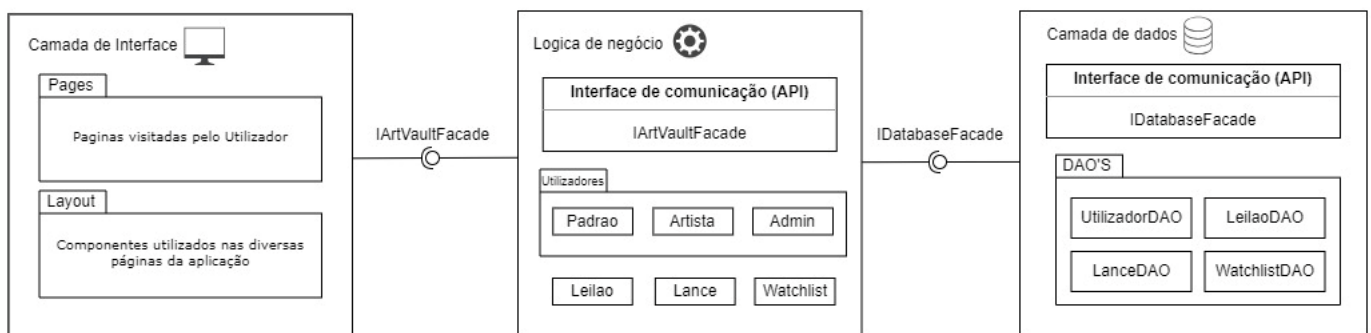 Camada de Interface
Pages
Paginas visitadas pelo Utilizador
Layout
Componentes utilizados nas diversas
páginas da aplicação
IArtVaultFacade
Logica de negócio
Interface de comunicação (API)
IArtVaultFacade
Utilizadores
Padrao
Artista
Admin
Leilao
Lance
Watchlist
IDatabaseFacade
Camada de dados
Interface de comunicação (API)
IDatabaseFacade
DAO'S
UtilizadorDAO
LeilaoDAO
LanceDAO
WatchlistDAO